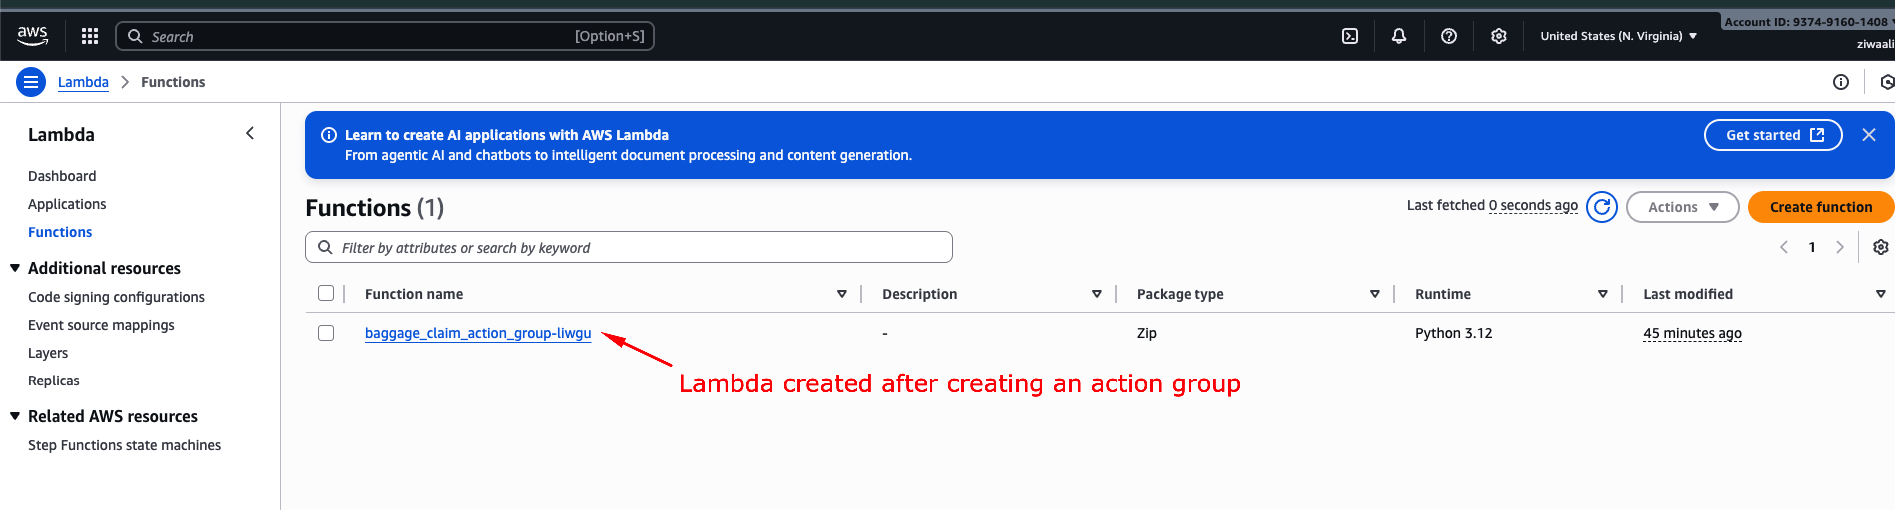 Account ID: 9374-9160-1408
aws
Search
[Option+S]
United States (N. Virginia)
ziwaali
Lambda
Functions
Lambda
Dashboard
Applications
Functions
Additional resources
Code signing configurations
Event source mappings
Layers
Replicas
Related AWS resources
Step Functions state machines
Learn to create AI applications with AWS Lambda
From agentic AI and chatbots to intelligent document processing and content generation.
Get started
Functions (1)
Last fetched 0 seconds ago
Actions
Create function
Filter by attributes or search by keyword
1
Function name
Description
Package type
Runtime
Last modified
baggage_claim_action_group-liwgu
-
Zip
Python 3.12
45 minutes ago
Lambda created after creating an action group